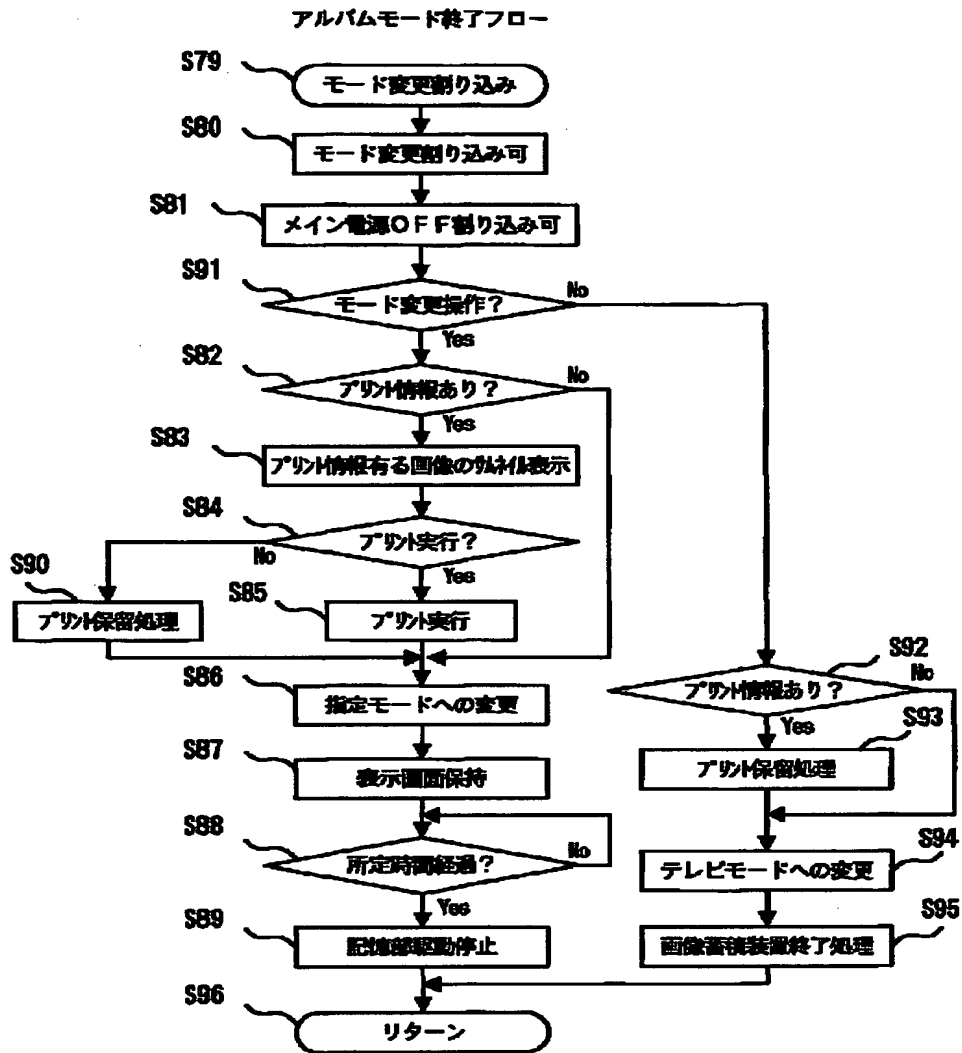 アルバムモード終了フロー
S79
モード変更割り込み
S80
モード変更割り込み可
S81
メイン電源OFF割り込み可
S91
モード変更操作?
No
Yes
S82
プリント情報あり?
No
Yes
S83
プリント情報有る画像のサムネイル表示
S84
プリント実行?
No
Yes
S90
プリント保留処理
S85
プリント実行
S86
指定モードへの変更
S87
表示画面保持
S88
所定時間経過?
No
Yes
S89
記憶部駆動停止
S92
プリント情報あり?
No
Yes
S93
プリント保留処理
S94
テレビモードへの変更
S95
画像蓄積装置終了処理
S96
リターン